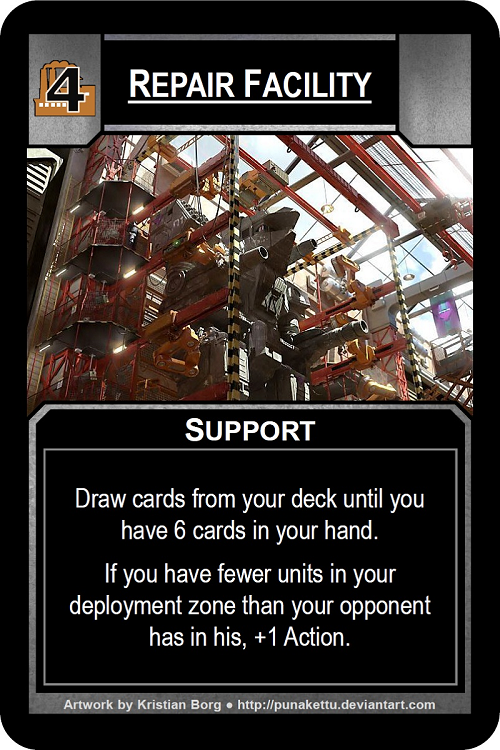 4
REPAIR FACILITY
SUPPORT
Draw cards from your deck until you
have 6 cards in your hand.
If you have fewer units in your
deployment zone than your opponent
has in his, +1 Action.
Artwork by Kristian Borg ● http://punakettu.deviantart.com